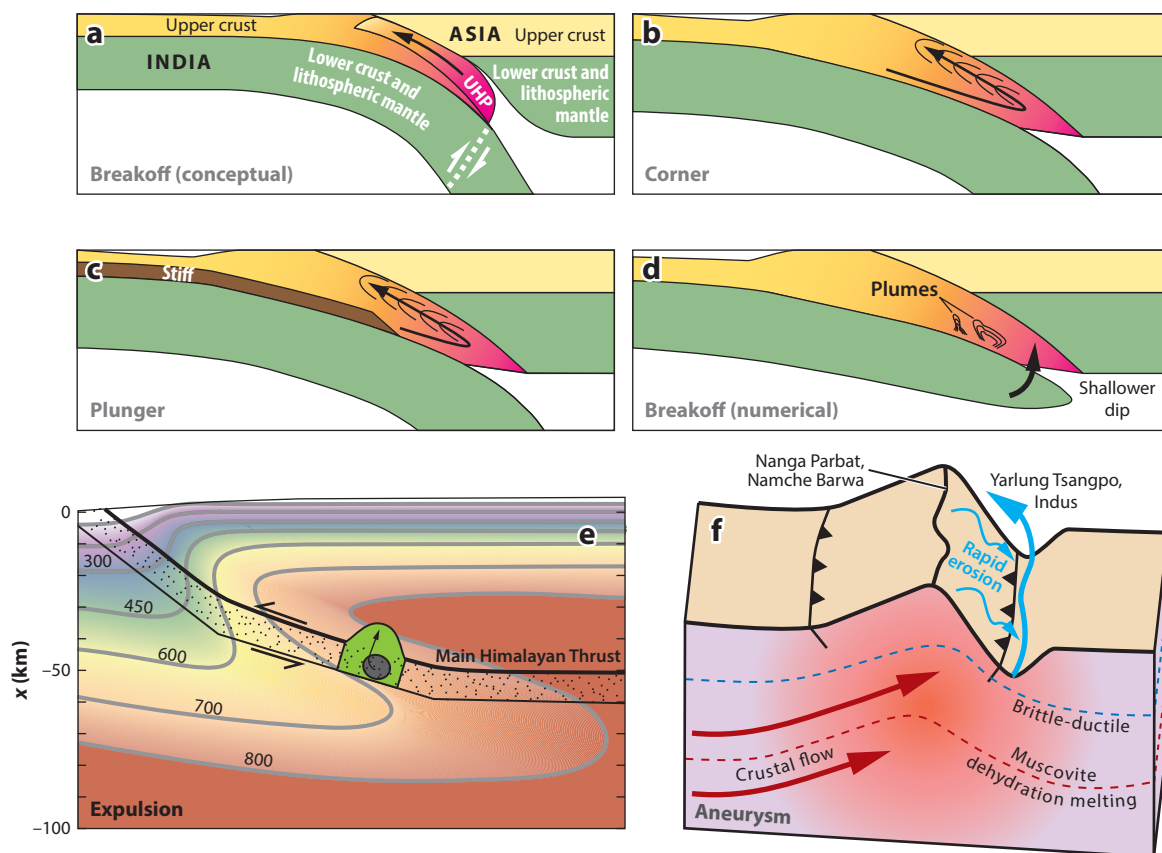 a
Upper crust
ASIA Upper crust
INDIA
Lower crust and
lithospheric
mantle
UHP
Lower crust and
lithospheric
mantle
Breakoff (conceptual)
b
Corner
c
Stiff
Plunger
d
Plumes
Shallower
dip
Breakoff (numerical)
e
0
300
450
600
700
800
−50
−100
x (km)
Main Himalayan Thrust
Expulsion
f
Nanga Parbat,
Namche Barwa
Yarlung Tsangpo,
Indus
Rapid
erosion
Brittle-ductile
Crustal flow
Muscovite
dehydration melting
Aneurysm